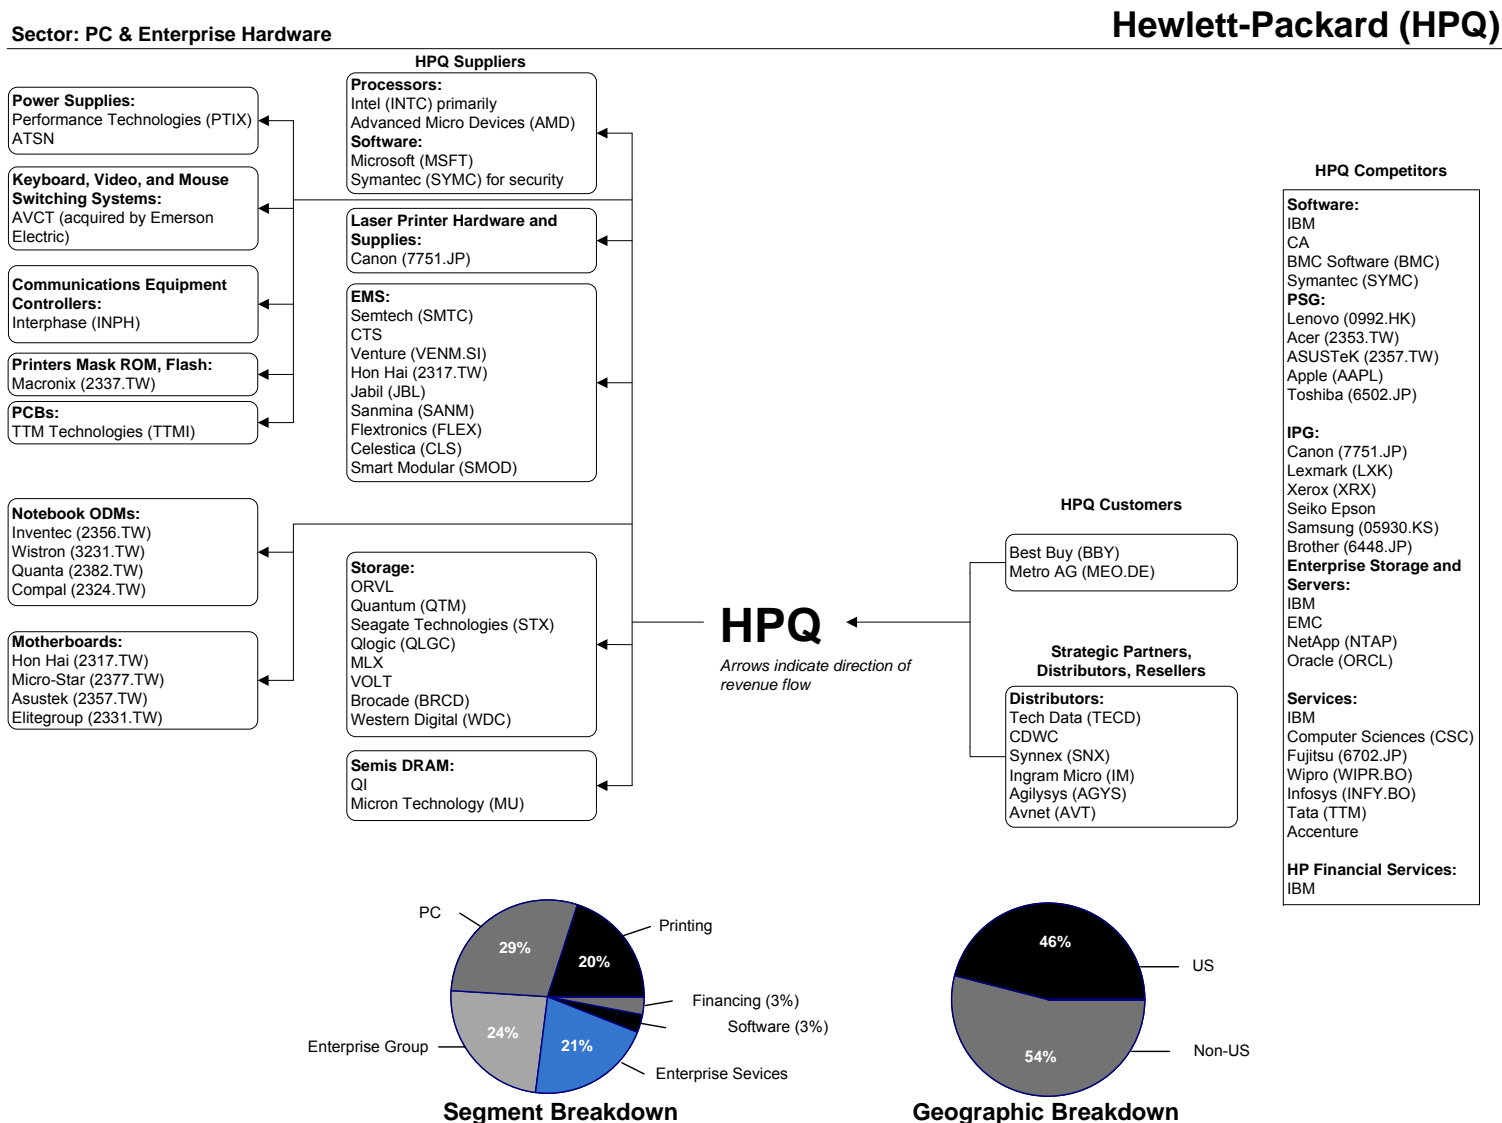 Sector: PC & Enterprise Hardware
Hewlett-Packard (HPQ)
HPQ Suppliers
Power Supplies:
Performance Technologies (PTIX)
ATSN
Keyboard, Video, and Mouse
Switching Systems:
AVCT (acquired by Emerson
Electric)
Communications Equipment
Controllers:
Interphase (INPH)
Printers Mask ROM, Flash:
Macronix (2337.TW)
PCBs:
TTM Technologies (TTMI)
Notebook ODMs:
Inventec (2356.TW)
Wistron (3231.TW)
Quanta (2382.TW)
Compal (2324.TW)
Motherboards:
Hon Hai (2317.TW)
Micro-Star (2377.TW)
Asustek (2357.TW)
Elitegroup (2331.TW)
Processors:
Intel (INTC) primarily
Advanced Micro Devices (AMD)
Software:
Microsoft (MSFT)
Symantec (SYMC) for security
Laser Printer Hardware and
Supplies:
Canon (7751.JP)
EMS:
Semtech (SMTC)
CTS
Venture (VENM.SI)
Hon Hai (2317.TW)
Jabil (JBL)
Sanmina (SANM)
Flextronics (FLEX)
Celestica (CLS)
Smart Modular (SMOD)
Storage:
ORVL
Quantum (QTM)
Seagate Technologies (STX)
Qlogic (QLGC)
MLX
VOLT
Brocade (BRCD)
Western Digital (WDC)
Semis DRAM:
QI
Micron Technology (MU)
HPQ
Arrows indicate direction of
revenue flow
HPQ Customers
Best Buy (BBY)
Metro AG (MEO.DE)
Strategic Partners,
Distributors, Resellers
Distributors:
Tech Data (TECD)
CDWC
Synnex (SNX)
Ingram Micro (IM)
Agilysys (AGYS)
Avnet (AVT)
HPQ Competitors
Software:
IBM
CA
BMC Software (BMC)
Symantec (SYMC)
PSG:
Lenovo (0992.HK)
Acer (2353.TW)
ASUSTeK (2357.TW)
Apple (AAPL)
Toshiba (6502.JP)
IPG:
Canon (7751.JP)
Lexmark (LXK)
Xerox (XRX)
Seiko Epson
Samsung (05930.KS)
Brother (6448.JP)
Enterprise Storage and
Servers:
IBM
EMC
NetApp (NTAP)
Oracle (ORCL)
Services:
IBM
Computer Sciences (CSC)
Fujitsu (6702.JP)
Wipro (WIPR.BO)
Infosys (INFY.BO)
Tata (TTM)
Accenture
HP Financial Services:
IBM
PC
29%
Printing
20%
Financing (3%)
Software (3%)
Enterprise Group
24%
21%
Enterprise Sevices
Segment Breakdown
46%
US
54%
Non-US
Geographic Breakdown